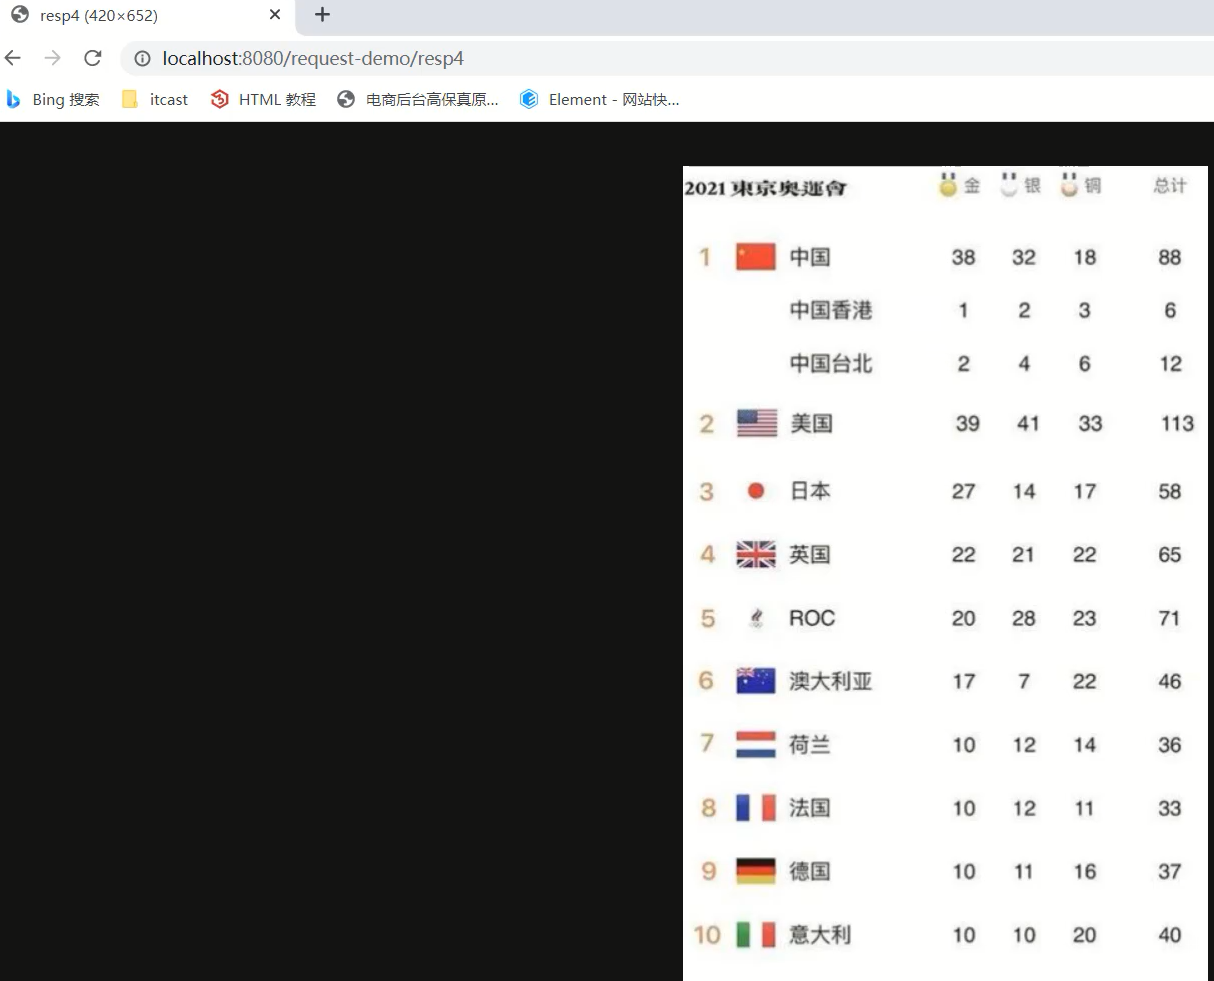 resp4 (420×652)
localhost:8080/request-demo/resp4
Bing 搜索 itcast HTML 教程 电商后台高保真原... Element - 网站快...
2021 東京奧運會 金 银 铜 总计
1 中国 38 32 18 88
中国香港 1 2 3 6
中国台北 2 4 6 12
2 美国 39 41 33 113
3 日本 27 14 17 58
4 英国 22 21 22 65
5 ROC 20 28 23 71
6 澳大利亚 17 7 22 46
7 荷兰 10 12 14 36
8 法国 10 12 11 33
9 德国 10 11 16 37
10 意大利 10 10 20 40